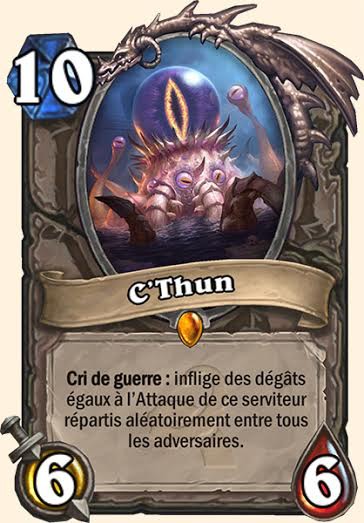 10
C'Thun
Cri de guerre : inflige des dégâts
égaux à l'Attaque de ce serviteur
répartis aléatoirement entre tous
les adversaires.
6
6